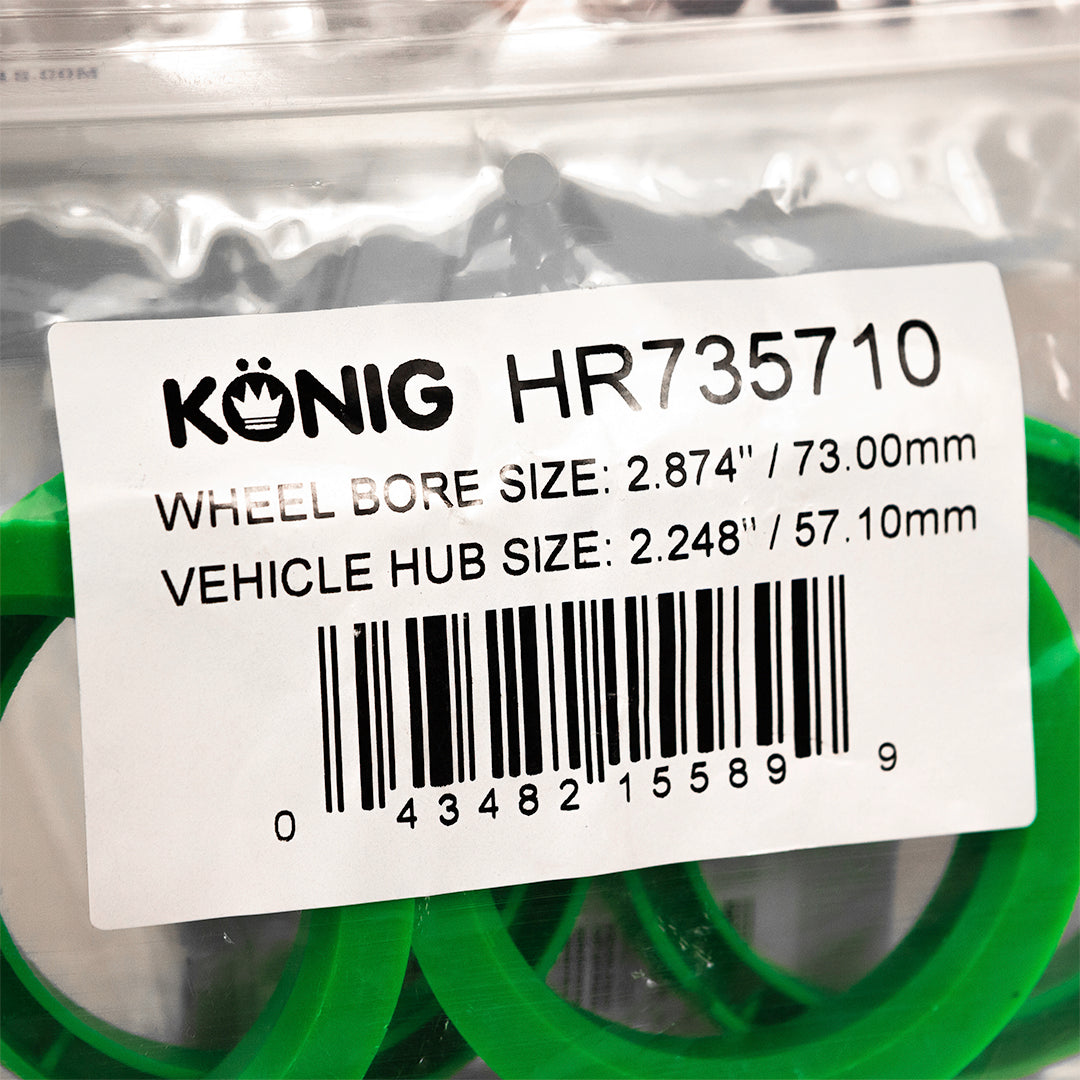 KÖNIG HR735710
WHEEL BORE SIZE: 2.874" / 73.00mm
VEHICLE HUB SIZE: 2.248" / 57.10mm
0 43482 15589 9